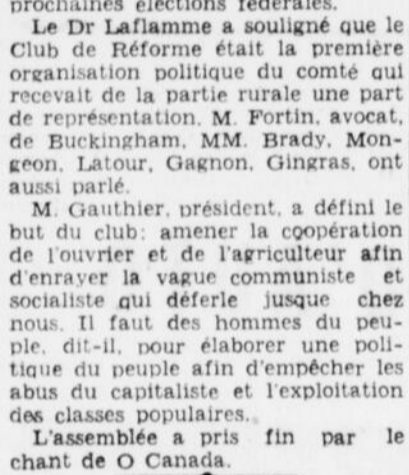 prochaines élections fédérales.
Le Dr Laflamme a souligné que le
Club de Réforme était la première
organisation politique du comté qui
recevait de la partie rurale une part
de représentation. M. Fortin, avocat,
de Buckingham, MM. Brady, Mon-
geon, Latour, Gagnon, Gingras, ont
aussi parlé.
M. Gauthier, président, a défini le
but du club: amener la coopération
de l'ouvrier et de l'agriculteur afin
d'enrayer la vague communiste et
socialiste qui déferle jusque chez
nous. Il faut des hommes du peu-
ple, dit-il, pour élaborer une poli-
tique du peuple afin d'empêcher les
abus du capitaliste et l'exploitation
des classes populaires.
L'assemblée a pris fin par le
chant de O Canada.